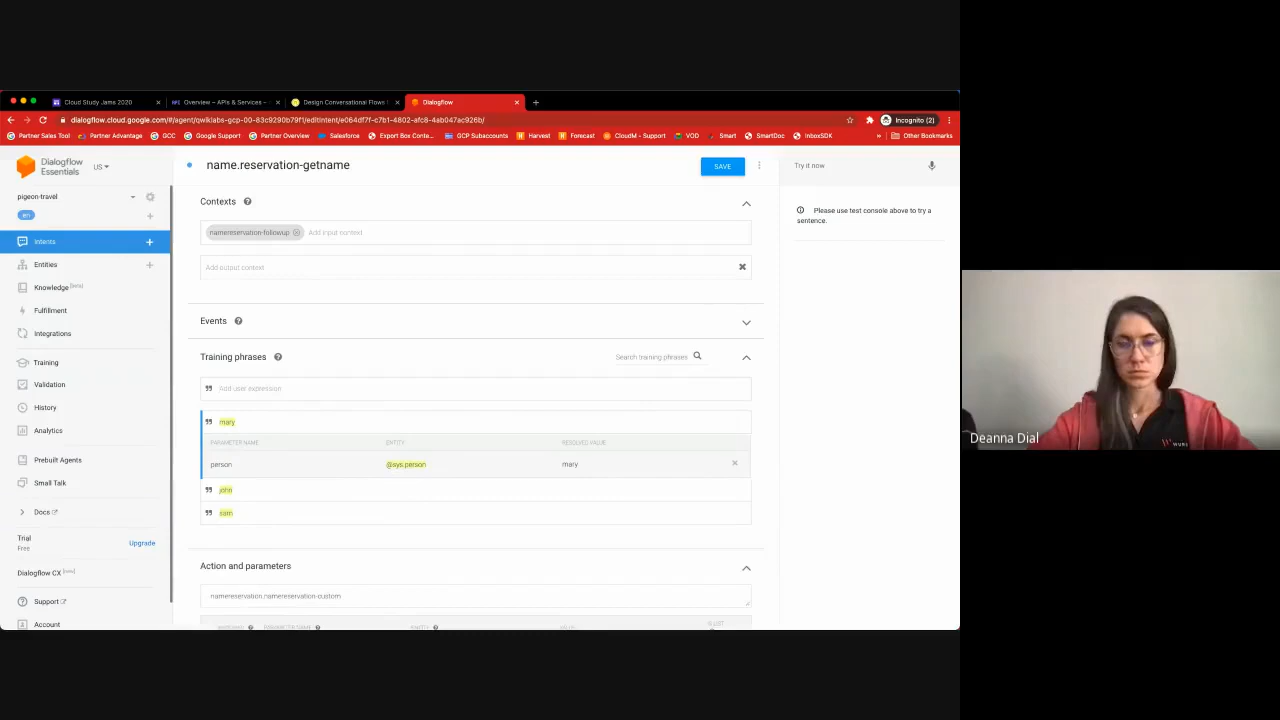 Cloud Study Jams 2020
Overview – APIs & Services -
Design Conversational Flows
Dialogflow
dialogflow.cloud.google.com/#/agent/qwiklabs-gcp-00-83c9290b79f1/editIntent/e064df7f-c7b1-4802-afc8-4ab047ac926b/
Incognito (2)
Partner Sales Tool
Partner Advantage
GCC
Google Support
Partner Overview
Salesforce
Export Box Conte...
GCP Subaccounts
Harvest
Forecast
CloudM - Support
VOD
Smart
SmartDoc
InboxSDK
»
Other Bookmarks
Dialogflow
Essentials
US
name.reservation-getname
SAVE
Try it now
pigeon-travel
en
Intents
Entities
Knowledge [beta]
Fulfillment
Integrations
Training
Validation
History
Analytics
Prebuilt Agents
Small Talk
Docs
Trial
Free
Upgrade
Dialogflow CX [new]
Support
Account
Contexts
namereservation-followup
Add input context
Add output context
Events
Training phrases
Search training phrases
Add user expression
mary
PARAMETER NAME
ENTITY
RESOLVED VALUE
person
@sys.person
mary
john
sam
Action and parameters
namereservation.namereservation-custom
Please use test console above to try a
sentence.
Deanna Dial
WURL